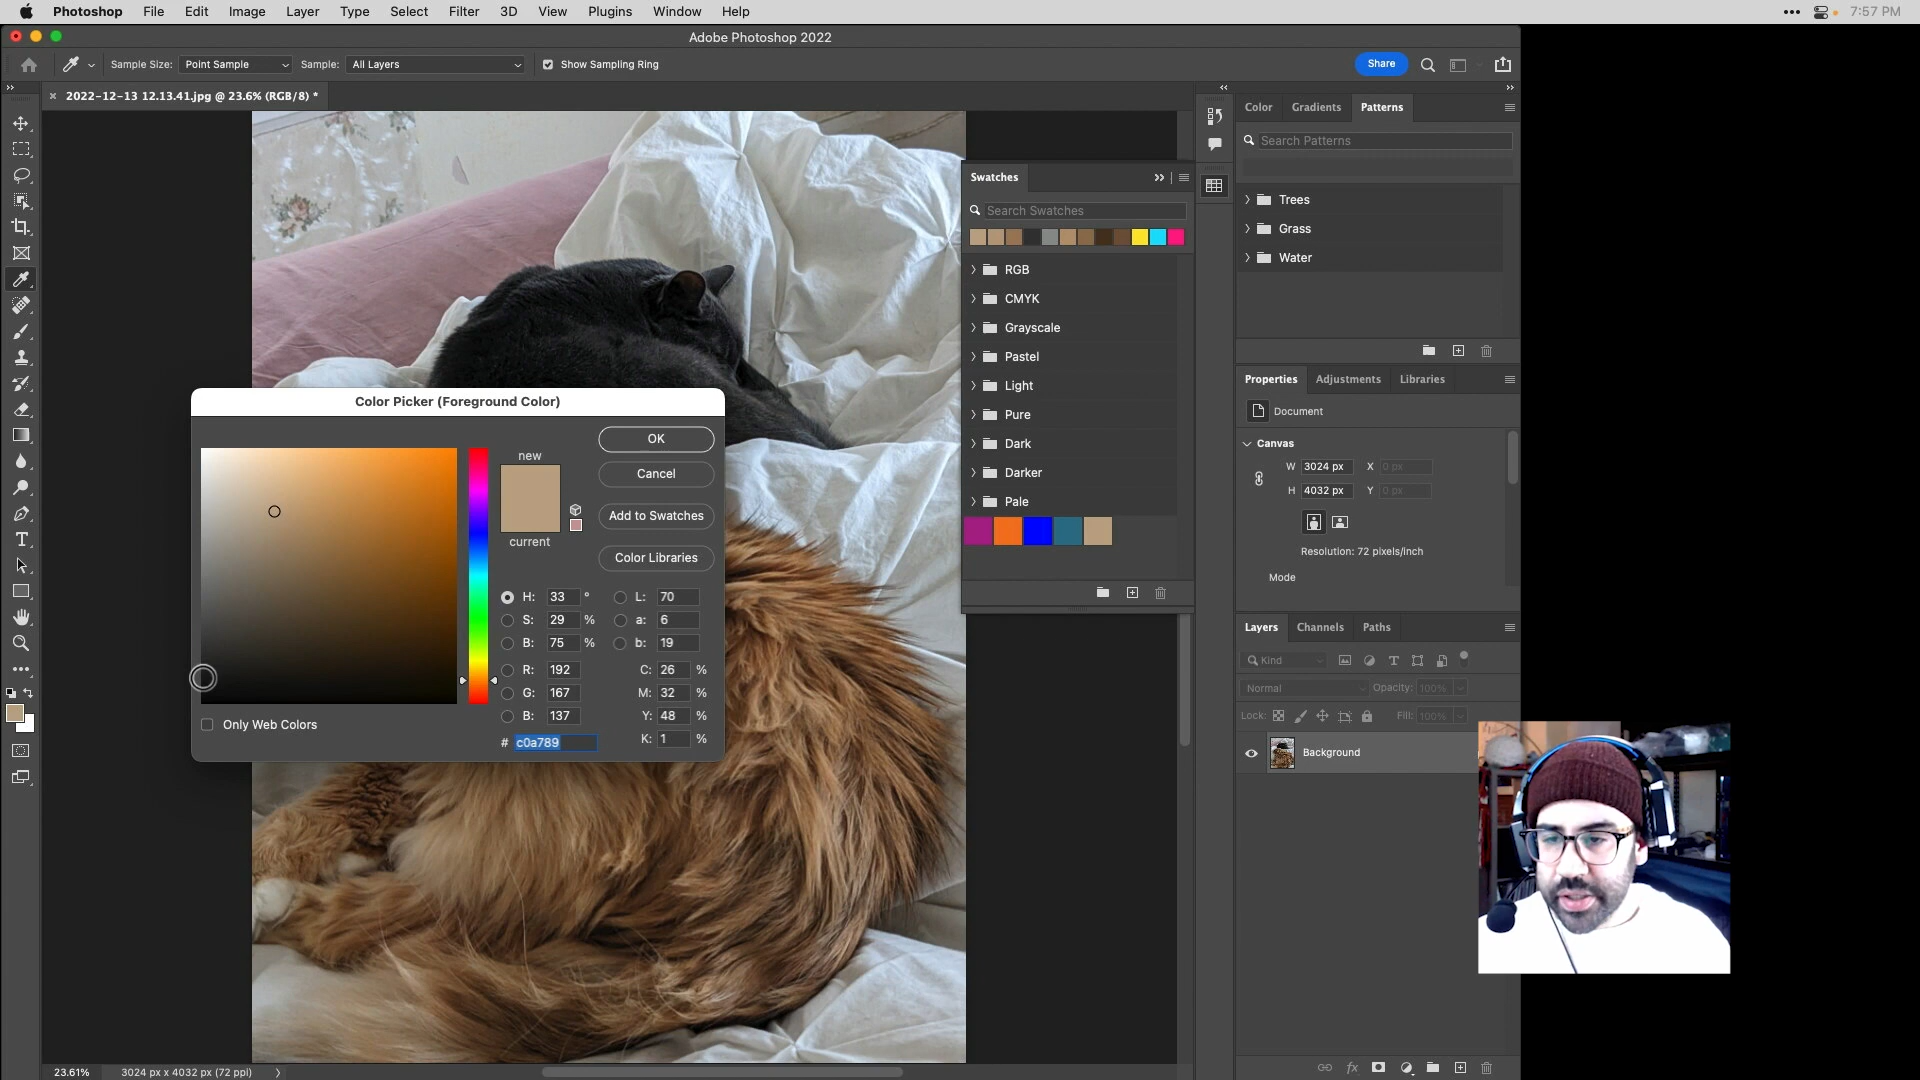 Photoshop File Edit Image Layer Type Select Filter 3D View Plugins Window Help 7:57 PM
Adobe Photoshop 2022
Sample Size: Point Sample Sample: All Layers Show Sampling Ring Share
2022-12-13 12.13.41.jpg @ 23.6% (RGB/8) *
Color Gradients Patterns
Search Patterns
Trees
Grass
Water
Swatches
Search Swatches
RGB
CMYK
Grayscale
Pastel
Light
Pure
Dark
Darker
Pale
Properties Adjustments Libraries
Document
Canvas
W 3024 px X 0 px
H 4032 px Y 0 px
Resolution: 72 pixels/inch
Mode
Color Picker (Foreground Color)
new
current
OK
Cancel
Add to Swatches
Color Libraries
H: 33 ° L: 70
S: 29 % a: 6
B: 75 % b: 19
R: 192 C: 26 %
G: 167 M: 32 %
B: 137 Y: 48 %
# c0a789 K: 1 %
Only Web Colors
Layers Channels Paths
Kind
Normal Opacity: 100%
Lock: Fill: 100%
Background
fx
23.61% 3024 px x 4032 px (72 ppi)